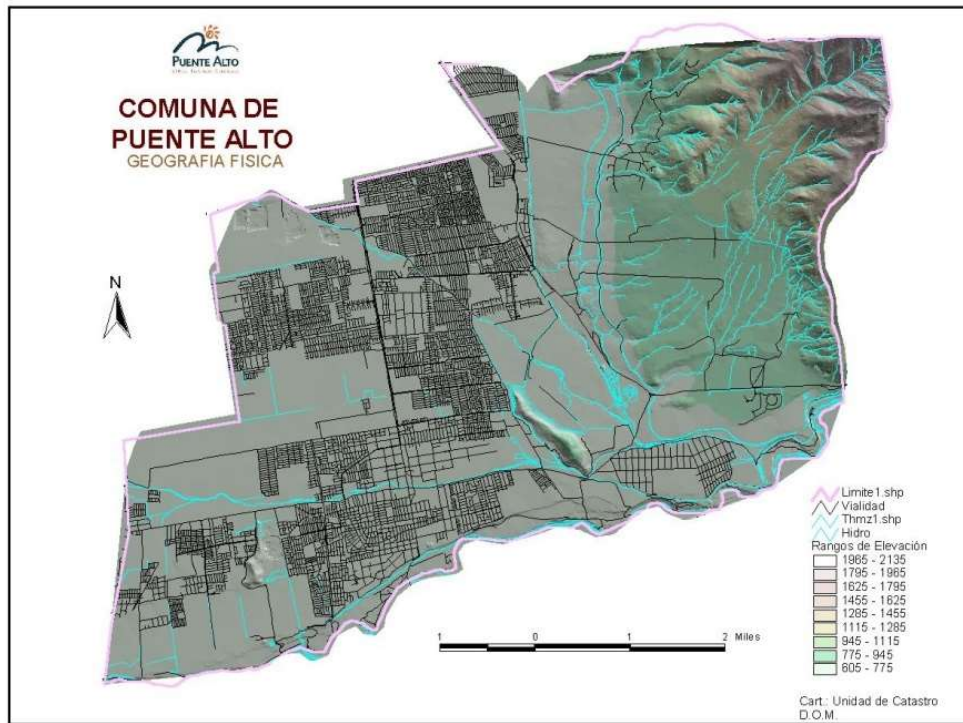 PUENTE ALTO
COMUNA DE
PUENTE ALTO
GEOGRAFIA FISICA
N
Limite1.shp
Vialidad
Thrnz1.shp
Hidro
Rangos de Elevación
1965 - 2135
1795 - 1965
1625 - 1795
1455 - 1625
1285 - 1455
1115 - 1285
945 - 1115
775 - 945
605 - 775
1 0 1 2 Miles
Cart.: Unidad de Catastro
D.O.M.